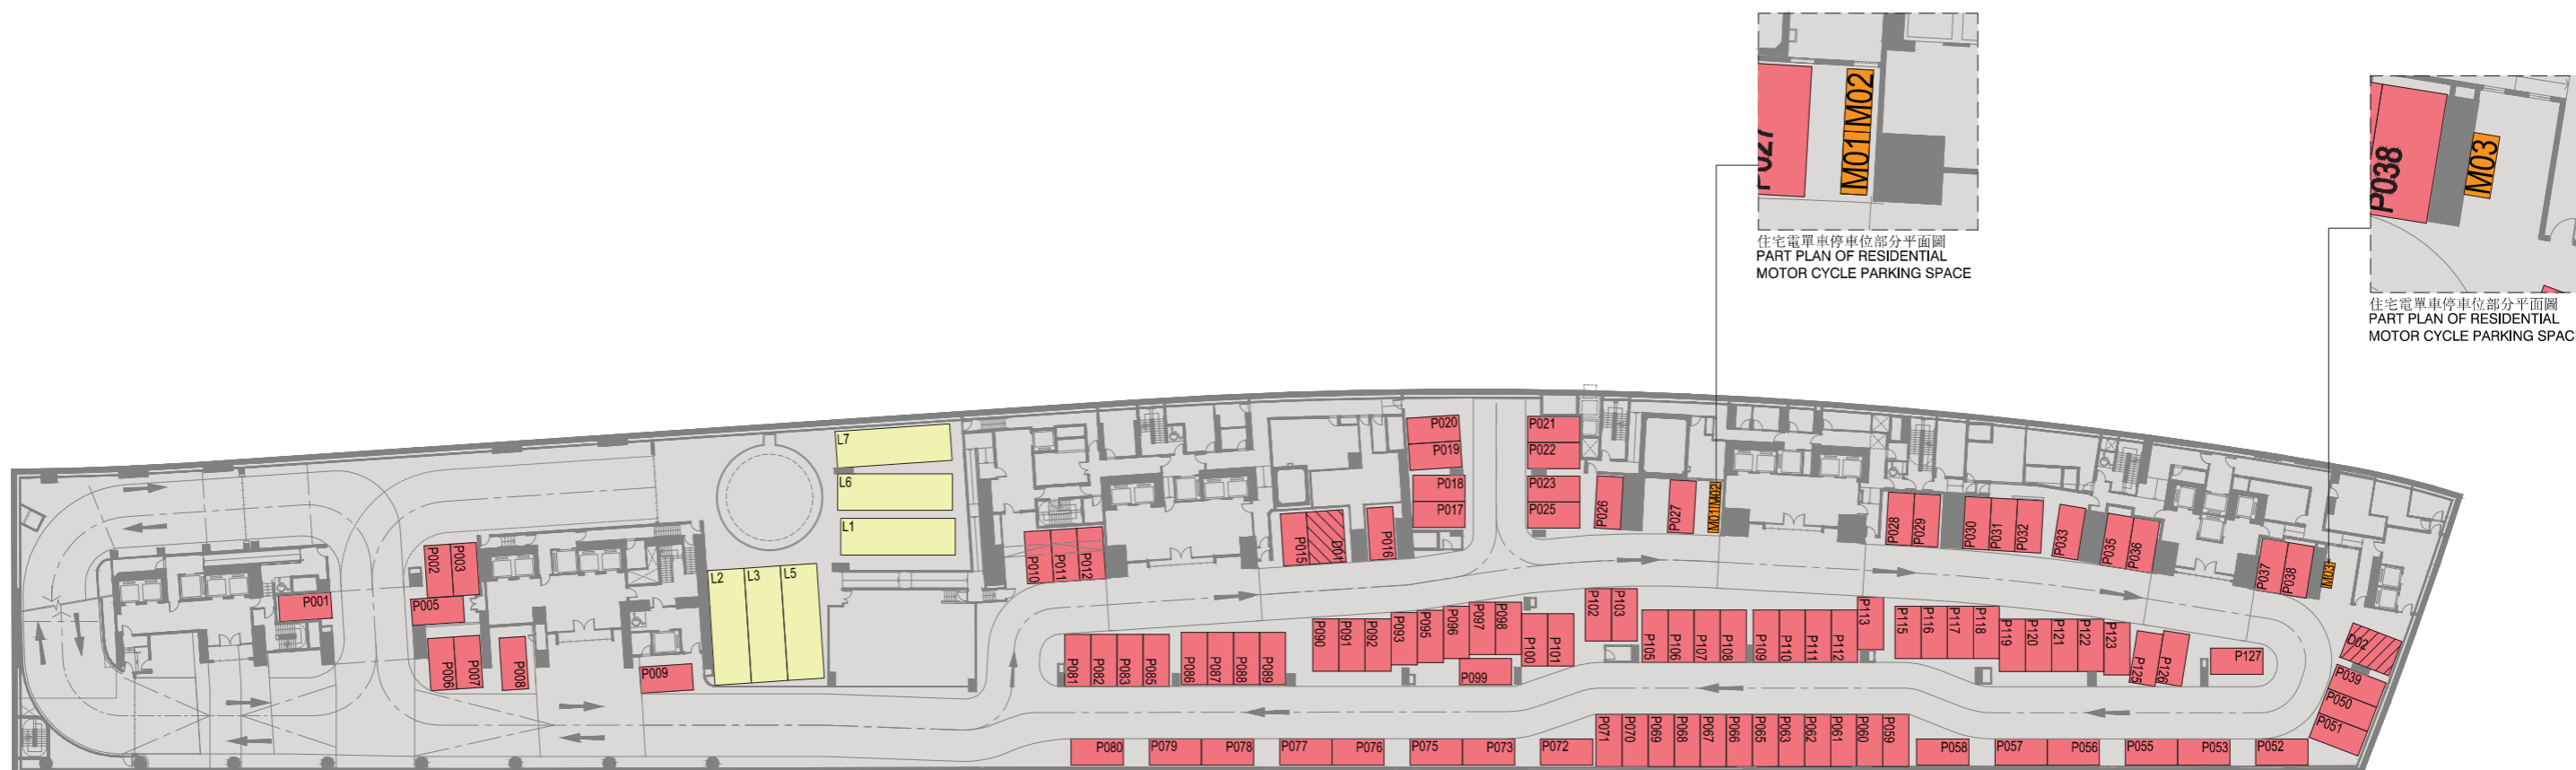 P027
M01 M02
住宅電單車停車位部分平面圖
PART PLAN OF RESIDENTIAL
MOTOR CYCLE PARKING SPACE
P038
M03
住宅電單車停車位部分平面圖
PART PLAN OF RESIDENTIAL
MOTOR CYCLE PARKING SPAC
L7
L6
L1
L2 L3 L5
P001
P002 P003
P005
P006 P007
P008
P009
P010 P011 P012
P015 D01
P016
P020
P019
P018
P017
P021
P022
P023
P025
P026
P027
M01 M02
P028 P029
P030 P031 P032
P033
P035 P036
P037 P038
M03
D02
P039
P050
P051
P081 P082 P083 P085
P086 P087 P088 P089
P090 P091 P092 P093 P095 P096 P097 P098
P099
P100 P101
P102 P103
P105 P106 P107 P108
P109 P110 P111 P112
P113
P115 P116 P117 P118
P119 P120 P121 P122 P123
P125 P126
P127
P071 P070 P069 P068 P067 P066 P065 P063 P062 P061 P060 P059
P080
P079 P078
P077 P076
P075 P073
P072
P058
P057 P056
P055 P053
P052